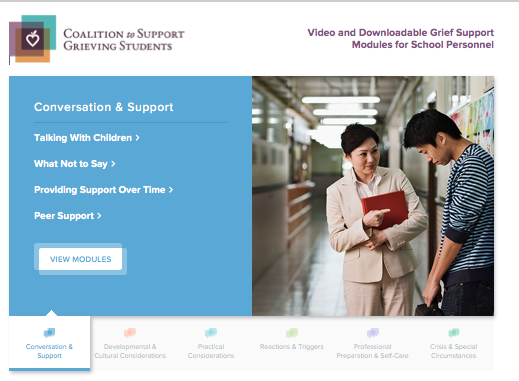 COALITION to SUPPORT
GRIEVING STUDENTS
Video and Downloadable Grief Support
Modules for School Personnel
Conversation & Support
Talking With Children >
What Not to Say >
Providing Support Over Time >
Peer Support >
VIEW MODULES
Conversation &
Support
Developmental &
Cultural Considerations
Practical
Considerations
Reactions & Triggers
Professional
Preparation & Self-Care
Crisis & Special
Circumstances